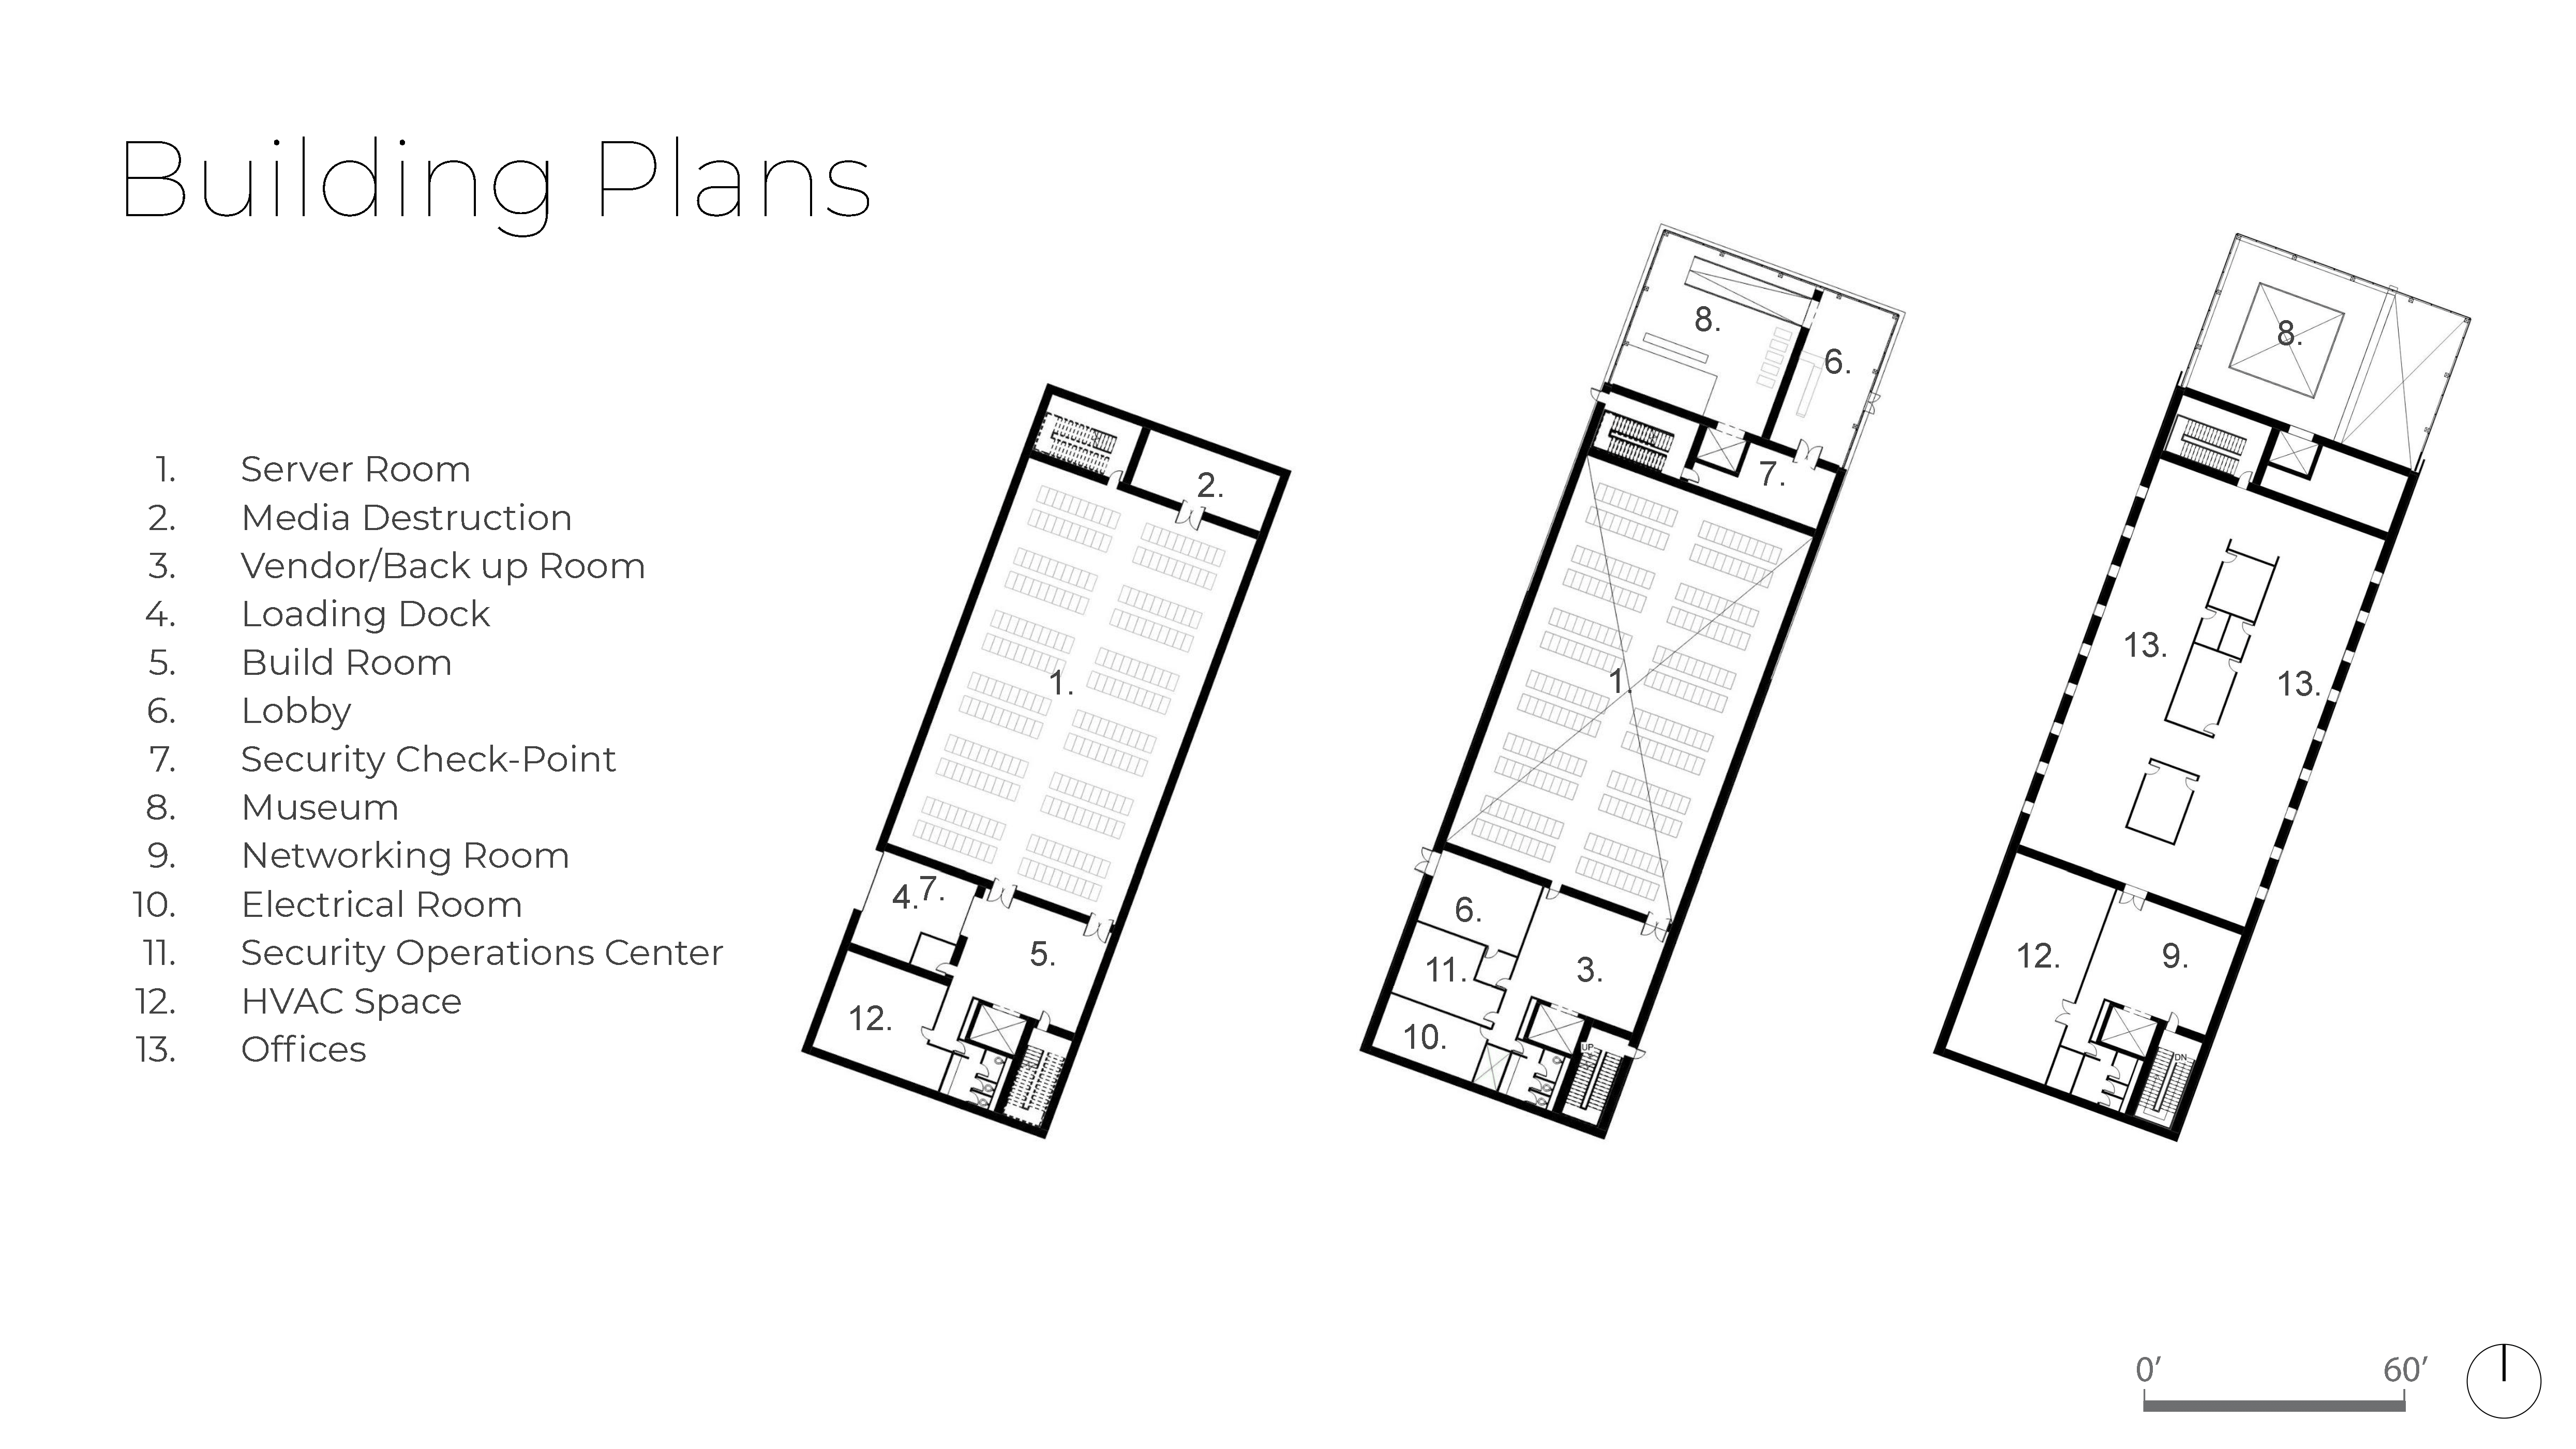 Building Plans
1. Server Room
2. Media Destruction
3. Vendor/Back up Room
4. Loading Dock
5. Build Room
6. Lobby
7. Security Check-Point
8. Museum
9. Networking Room
10. Electrical Room
11. Security Operations Center
12. HVAC Space
13. Offices
2.
1.
4.
7.
5.
12.
8.
6.
7.
1.
6.
11.
3.
10.
UP
8.
13.
13.
12.
9.
DN
0’ 60’